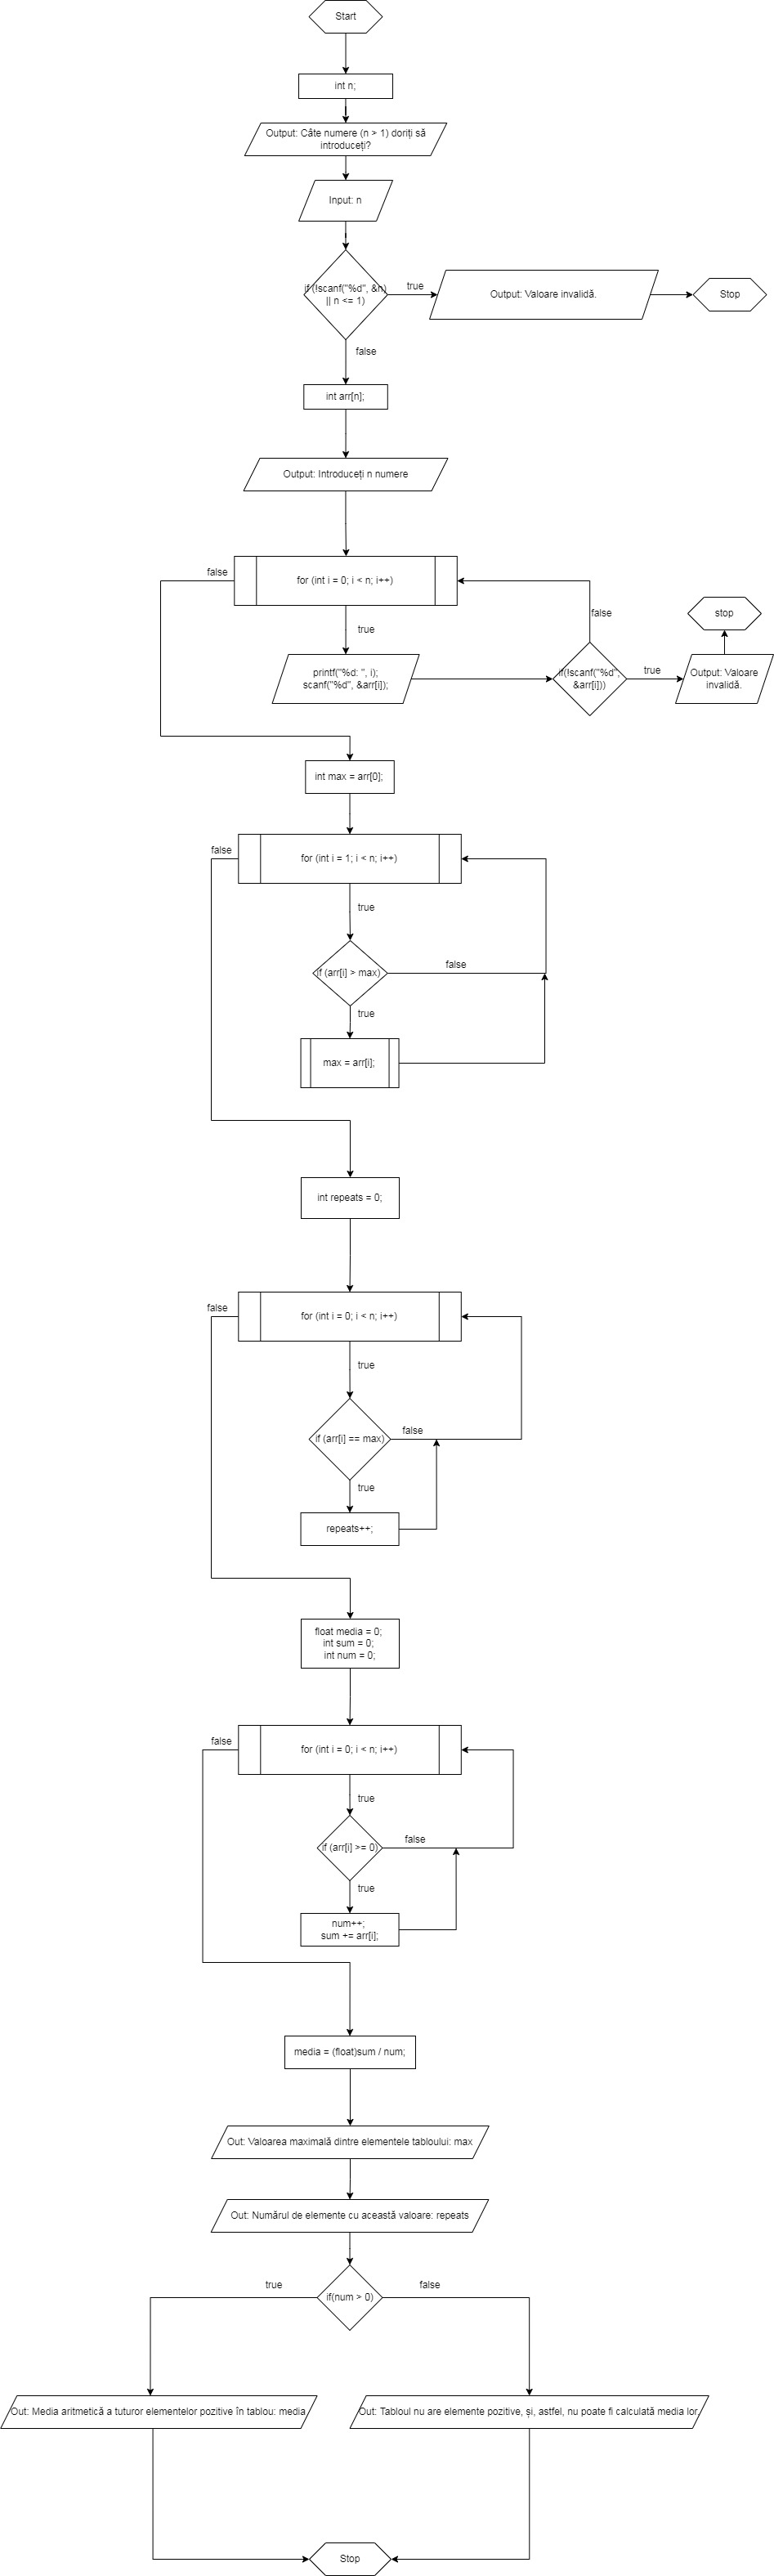 Start
int n;
Output: Câte numere (n > 1) doriți să
introduceți?
Input: n
if (!scanf("%d", &n)
|| n <= 1)
true
Output: Valoare invalidă.
Stop
false
int arr[n];
Output: Introduceți n numere
false
for (int i = 0; i < n; i++)
true
printf("%d: ", i);
scanf("%d", &arr[i]);
false
if(!scanf("%d",
&arr[i]))
true
stop
Output: Valoare
invalidă.
int max = arr[0];
false
for (int i = 1; i < n; i++)
true
if (arr[i] > max)
false
true
max = arr[i];
int repeats = 0;
false
for (int i = 0; i < n; i++)
true
if (arr[i] == max)
false
true
repeats++;
float media = 0;
int sum = 0;
int num = 0;
false
for (int i = 0; i < n; i++)
true
if (arr[i] >= 0)
false
true
num++;
sum += arr[i];
media = (float)sum / num;
Out: Valoarea maximală dintre elementele tabloului: max
Out: Numărul de elemente cu această valoare: repeats
true
if(num > 0)
false
Out: Media aritmetică a tuturor elementelor pozitive în tablou: media
Out: Tabloul nu are elemente pozitive, și, astfel, nu poate fi calculată media lor.
Stop